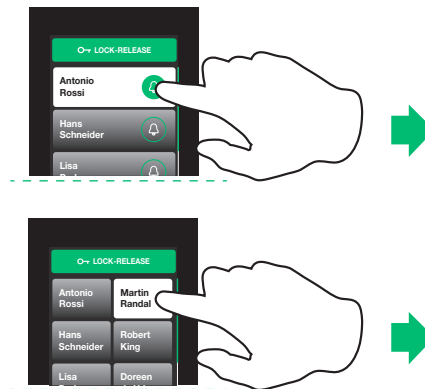 LOCK-RELEASE
Antonio
Rossi
Hans
Schneider
Lisa
LOCK-RELEASE
Antonio
Rossi
Martin
Randal
Hans
Schneider
Robert
King
Lisa
Doreen